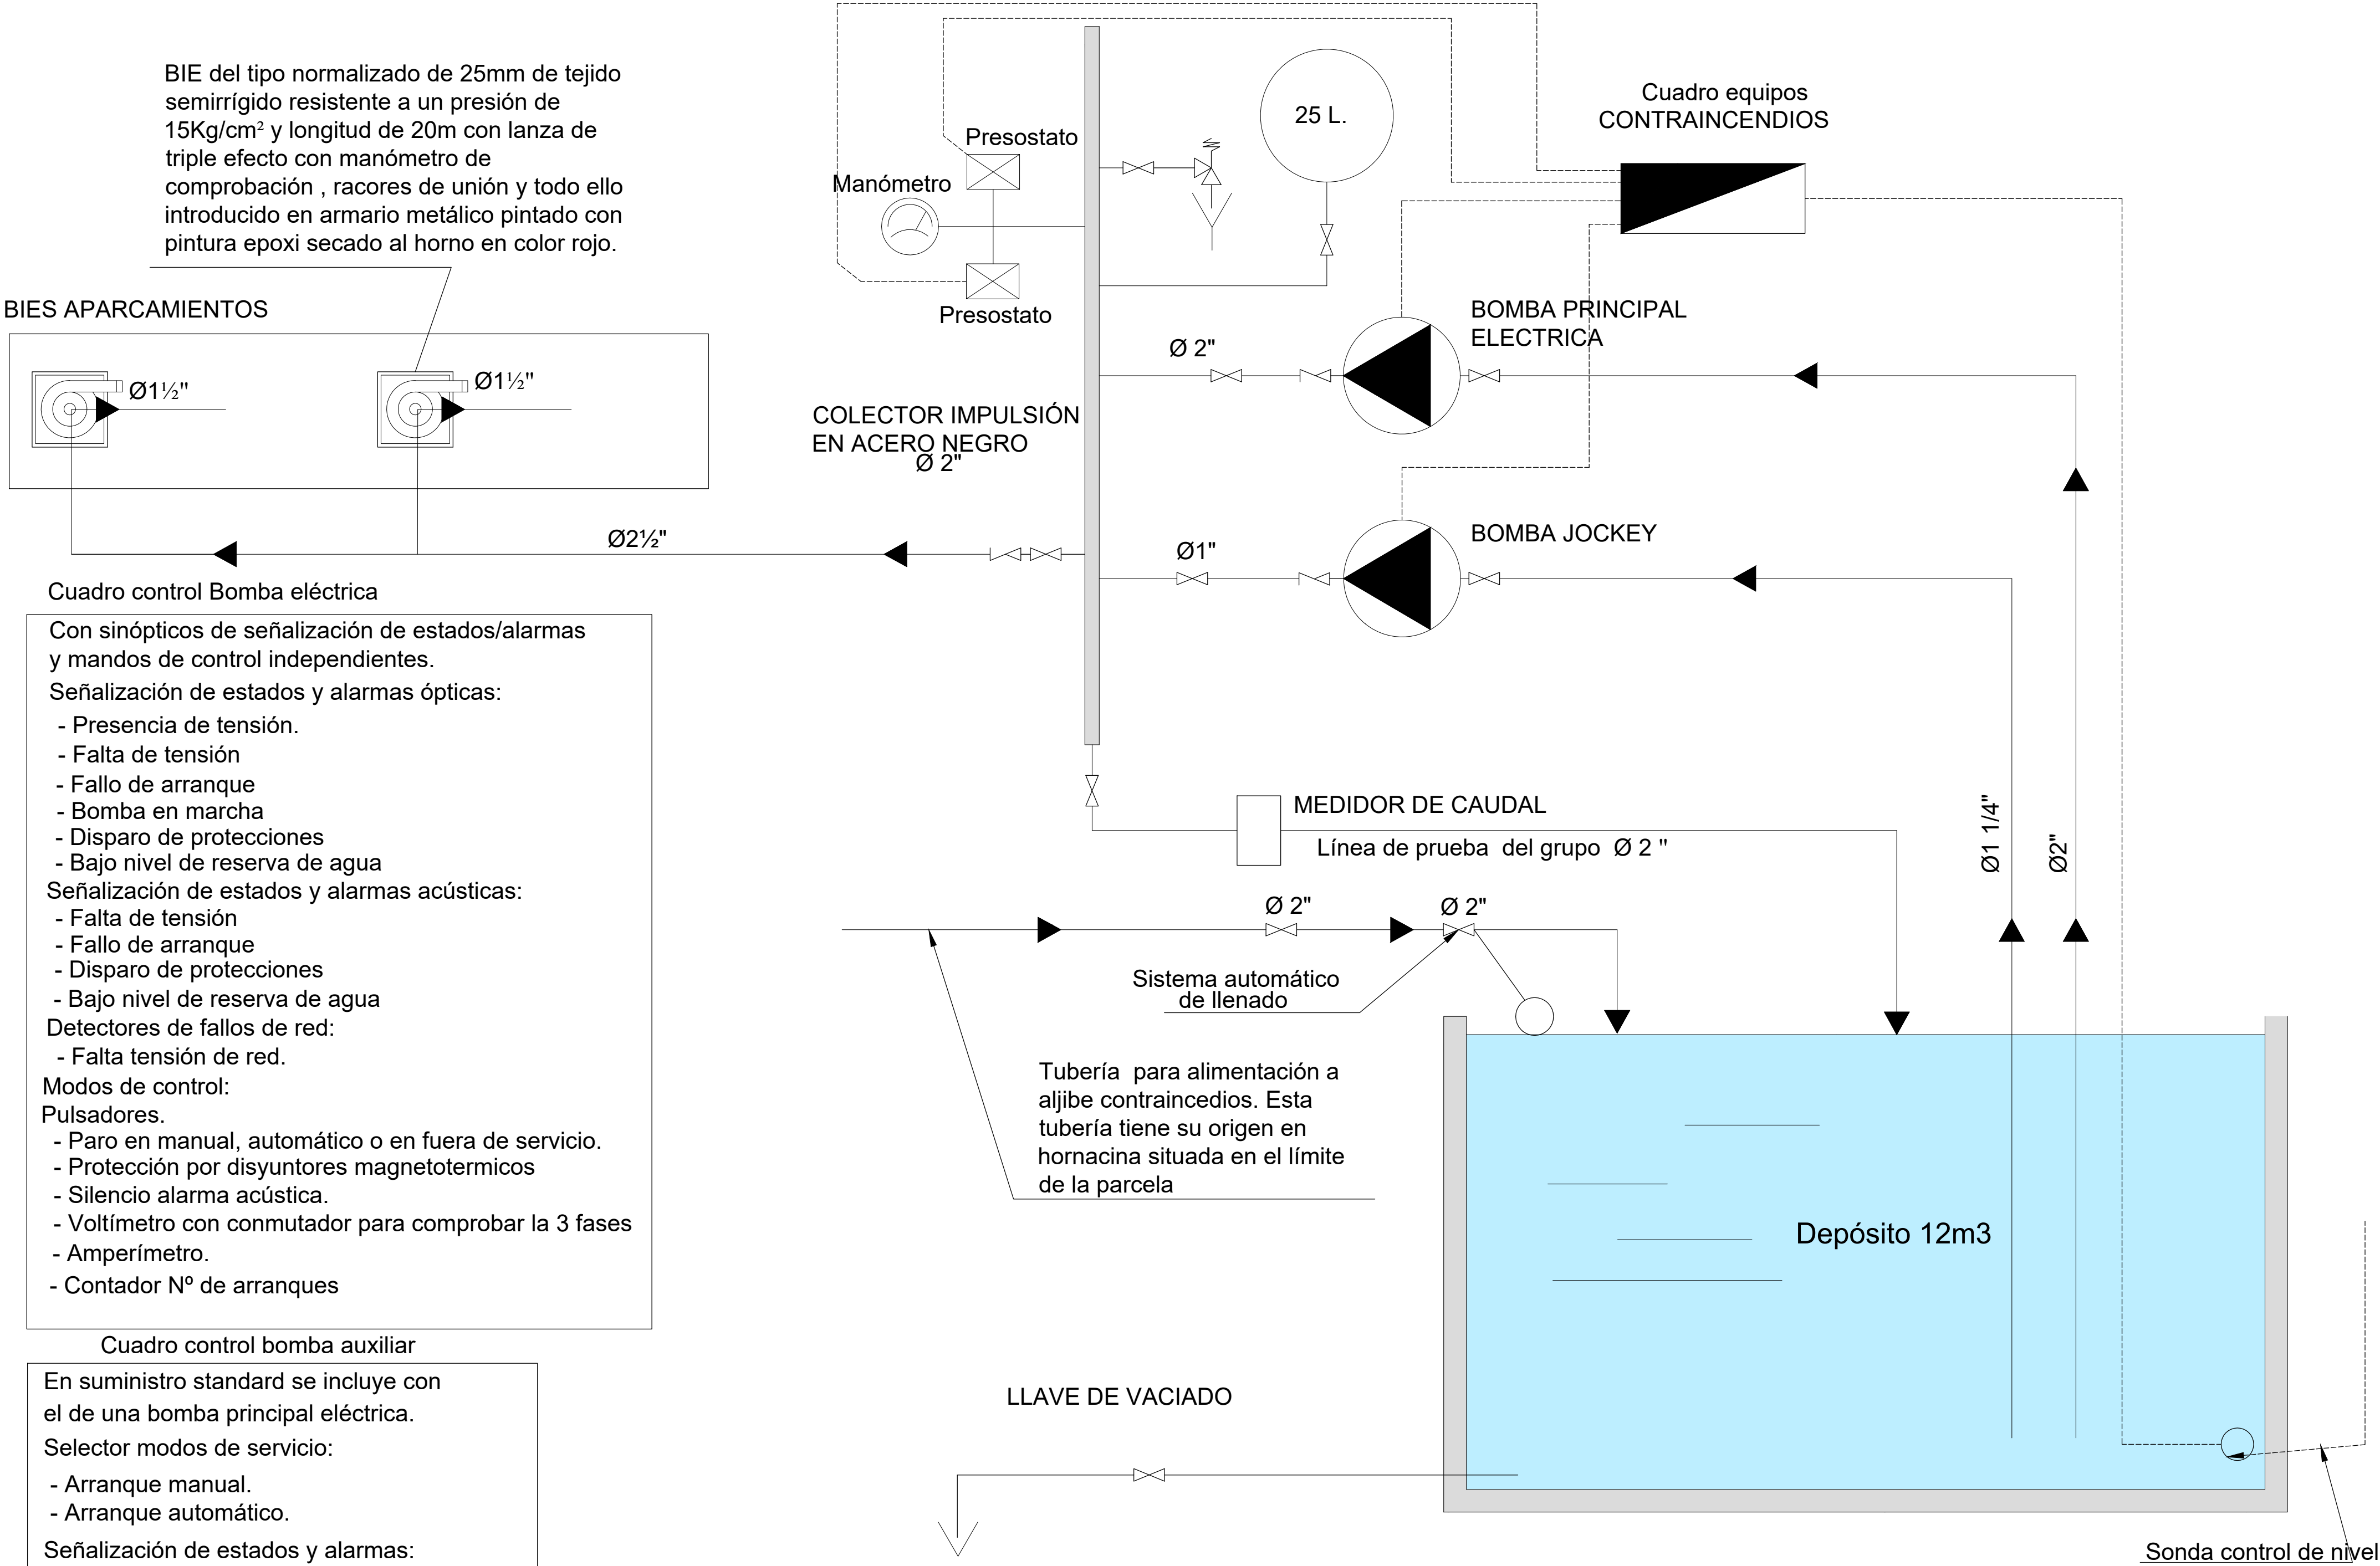 BIE del tipo normalizado de 25mm de tejido
semirrígido resistente a un presión de
15Kg/cm² y longitud de 20m con lanza de
triple efecto con manómetro de
comprobación , racores de unión y todo ello
introducido en armario metálico pintado con
pintura epoxi secado al horno en color rojo.
BIES APARCAMIENTOS
Ø1½"
Ø1½"
Ø2½"
Presostato
Manómetro
Presostato
25 L.
Cuadro equipos
CONTRAINCENDIOS
COLECTOR IMPULSIÓN
EN ACERO NEGRO
Ø 2"
Ø 2"
BOMBA PRINCIPAL
ELECTRICA
Ø1"
BOMBA JOCKEY
Cuadro control Bomba eléctrica
Con sinópticos de señalización de estados/alarmas
y mandos de control independientes.
Señalización de estados y alarmas ópticas:
- Presencia de tensión.
- Falta de tensión
- Fallo de arranque
- Bomba en marcha
- Disparo de protecciones
- Bajo nivel de reserva de agua
Señalización de estados y alarmas acústicas:
- Falta de tensión
- Fallo de arranque
- Disparo de protecciones
- Bajo nivel de reserva de agua
Detectores de fallos de red:
- Falta tensión de red.
Modos de control:
Pulsadores.
- Paro en manual, automático o en fuera de servicio.
- Protección por disyuntores magnetotermicos
- Silencio alarma acústica.
- Voltímetro con conmutador para comprobar la 3 fases
- Amperímetro.
- Contador Nº de arranques
Cuadro control bomba auxiliar
En suministro standard se incluye con
el de una bomba principal eléctrica.
Selector modos de servicio:
- Arranque manual.
- Arranque automático.
Señalización de estados y alarmas:
MEDIDOR DE CAUDAL
Línea de prueba  del grupo  Ø 2 "
Ø1 1/4"
Ø2"
Ø 2"
Ø 2"
Sistema automático
de llenado
Tubería  para alimentación a
aljibe contraincedios. Esta
tubería tiene su origen en
hornacina situada en el límite
de la parcela
Depósito 12m3
LLAVE DE VACIADO
Sonda control de nivel